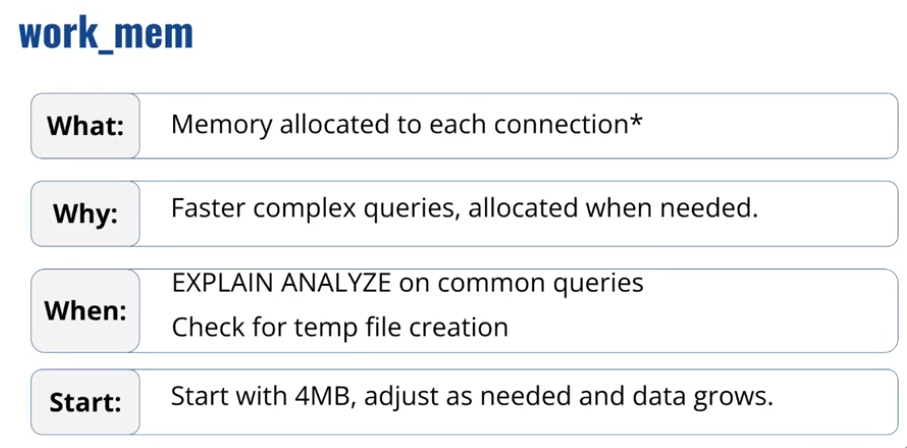 work_mem
What: Memory allocated to each connection*
Why: Faster complex queries, allocated when needed.
When: EXPLAIN ANALYZE on common queries
Check for temp file creation
Start: Start with 4MB, adjust as needed and data grows.